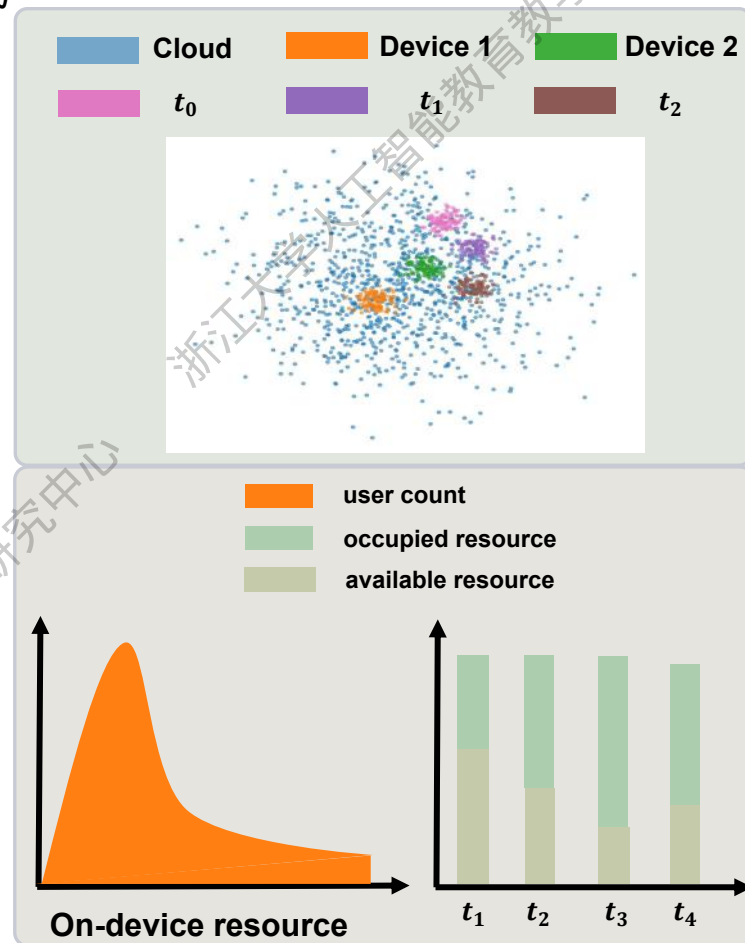 Cloud Device 1 Device 2
t₀ t₁ t₂
浙江大学人工智能教育教学
研究中心
user count
occupied resource
available resource
t₁ t₂ t₃ t₄
On-device resource